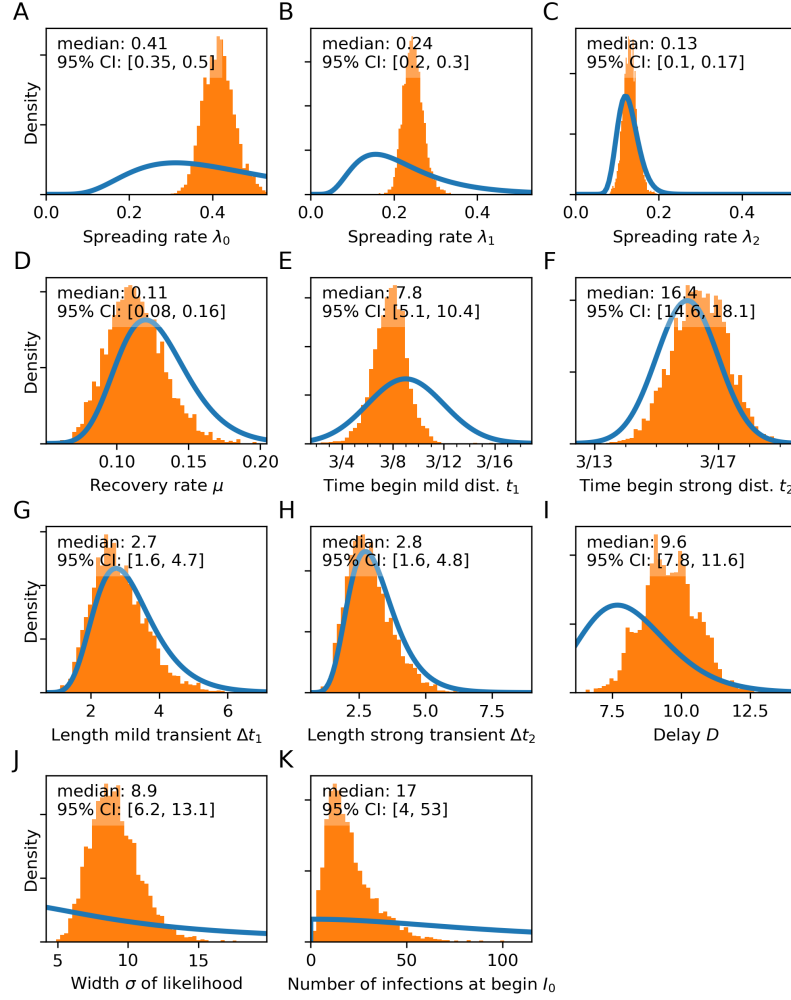 A
B
C
median: 0.41
95% CI: [0.35, 0.5]
median: 0.24
95% CI: [0.2, 0.3]
median: 0.13
95% CI: [0.1, 0.17]
Density
0.0 0.2 0.4
0.0 0.2 0.4
0.0 0.2 0.4
Spreading rate λ₀
Spreading rate λ₁
Spreading rate λ₂
D
E
F
median: 0.11
95% CI: [0.08, 0.16]
median: 7.8
95% CI: [5.1, 10.4]
median: 16.4
95% CI: [14.6, 18.1]
Density
0.10 0.15 0.20
3/4 3/8 3/12 3/16
3/13 3/17
Recovery rate μ
Time begin mild dist. t₁
Time begin strong dist. t₂
G
H
I
median: 2.7
95% CI: [1.6, 4.7]
median: 2.8
95% CI: [1.6, 4.8]
median: 9.6
95% CI: [7.8, 11.6]
Density
2 4 6
2.5 5.0 7.5
7.5 10.0 12.5
Length mild transient Δt₁
Length strong transient Δt₂
Delay D
J
K
median: 8.9
95% CI: [6.2, 13.1]
median: 17
95% CI: [4, 53]
Density
5 10 15
0 50 100
Width σ of likelihood
Number of infections at begin I₀